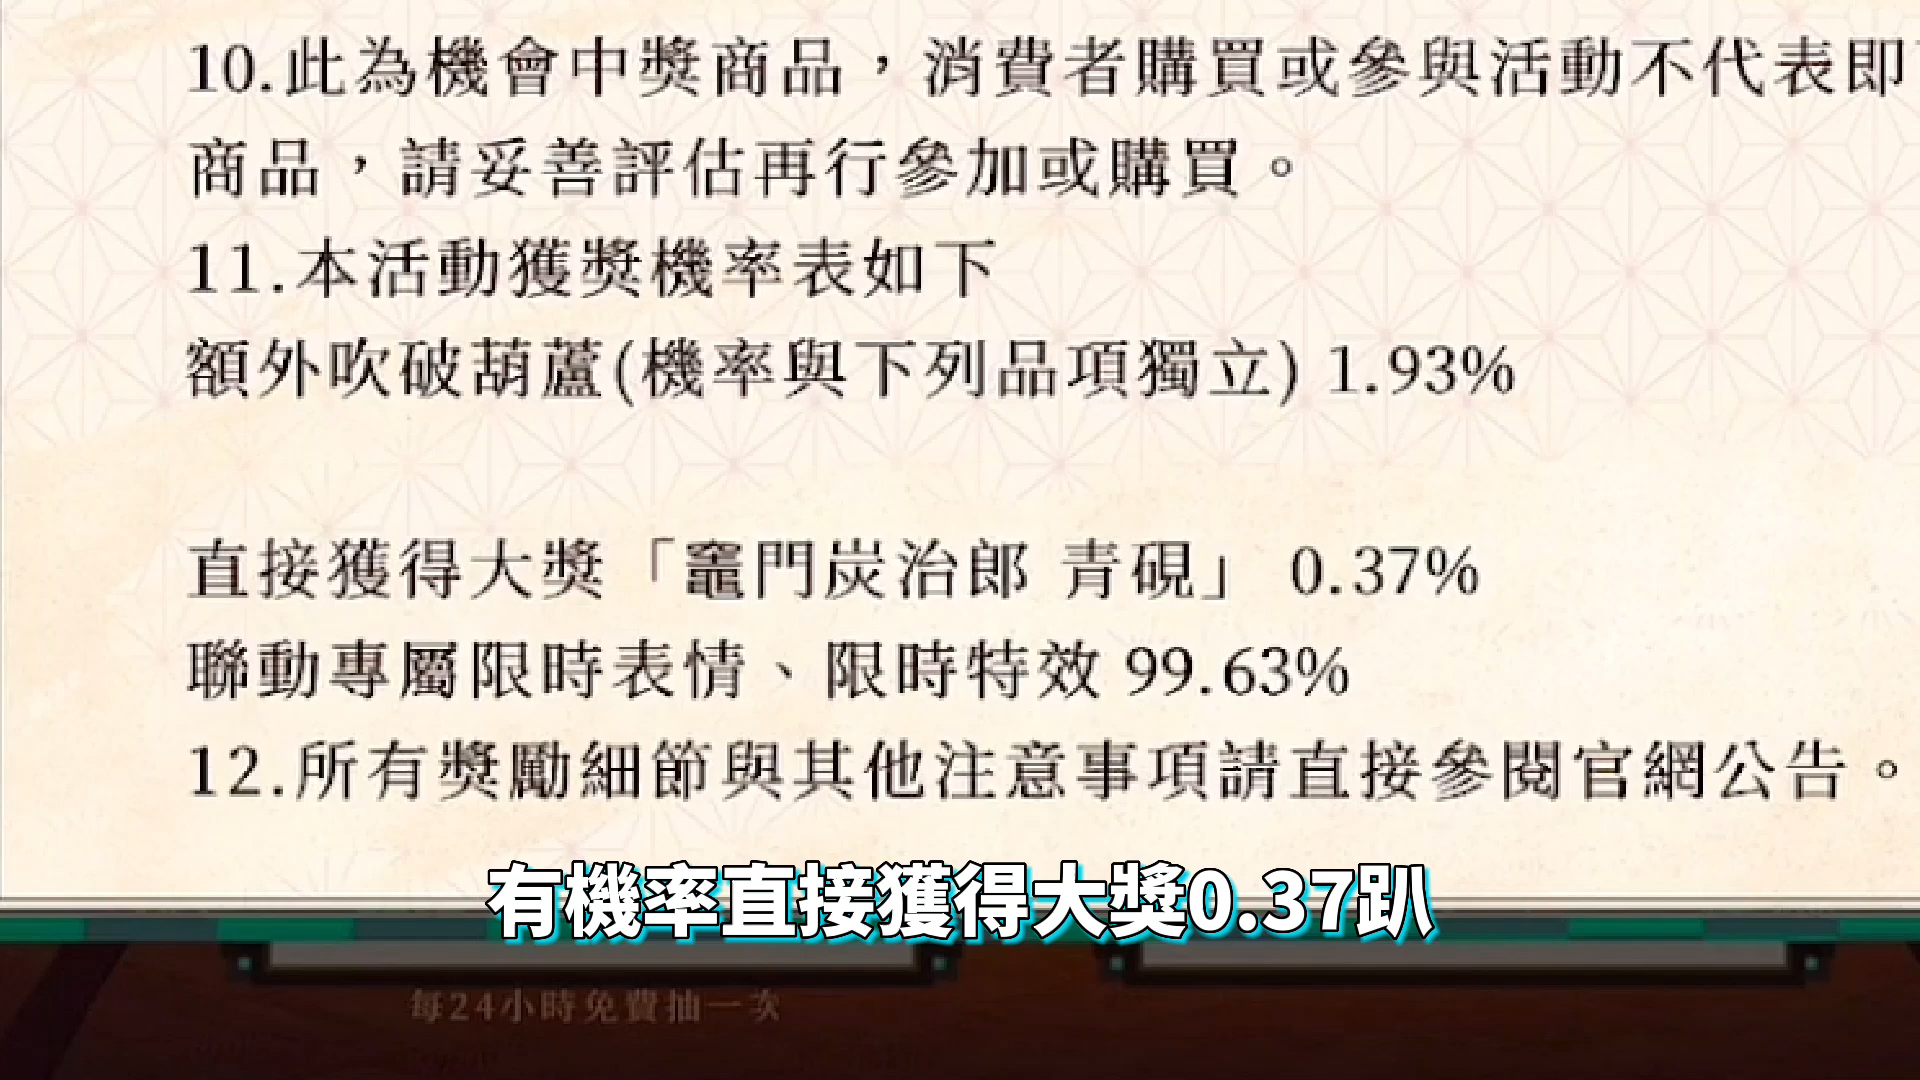 10.此為機會中獎商品，消費者購買或參與活動不代表即
商品，請妥善評估再行參加或購買。
11.本活動獲獎機率表如下
額外吹破葫蘆(機率與下列品項獨立) 1.93%
直接獲得大獎「竈門炭治郎 青硯」 0.37%
聯動專屬限時表情、限時特效 99.63%
12.所有獎勵細節與其他注意事項請直接參閱官網公告。
有機率直接獲得大獎0.37趴
每24小時免費抽一次